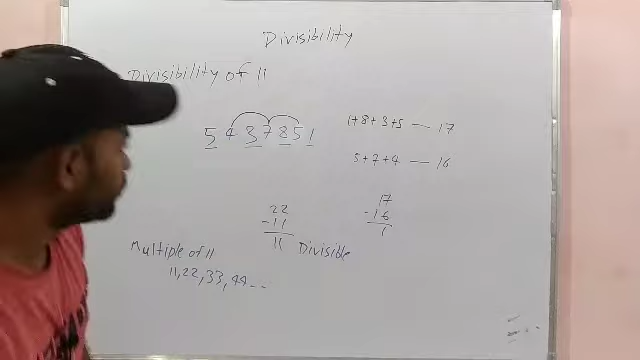 Divisibility
Divisibility of 11
5 4 3 7 8 5 1
1+8+3+5 — 17
5+7+4 — 16
22
-11
11 Divisible
17
-16
1
Multiple of 11
11, 22, 33, 44 --